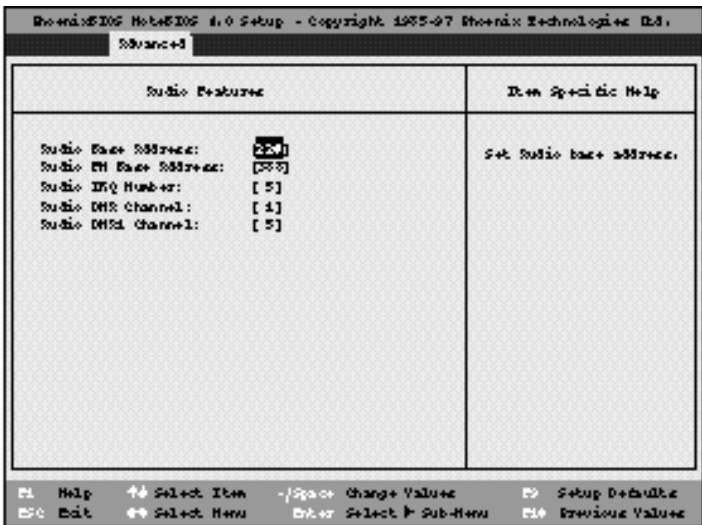 PhoenixBIOS NoteBIOS 4.0 Setup - Copyright 1985-97 Phoenix Technologies Ltd.
Advanced
Audio Features
Item Specific Help
Audio Base Address: [220]
Set Audio base address.
Audio FM Base Address: [388]
Audio IRQ Number: [ 5]
Audio DMA Channel: [ 1]
Audio DMA1 Channel: [ 5]
F1 Help ↑↓ Select Item -/Space Change Values F9 Setup Defaults
ESC Exit ↔ Select Menu Enter Select ▶ Sub-Menu F10 Previous Values